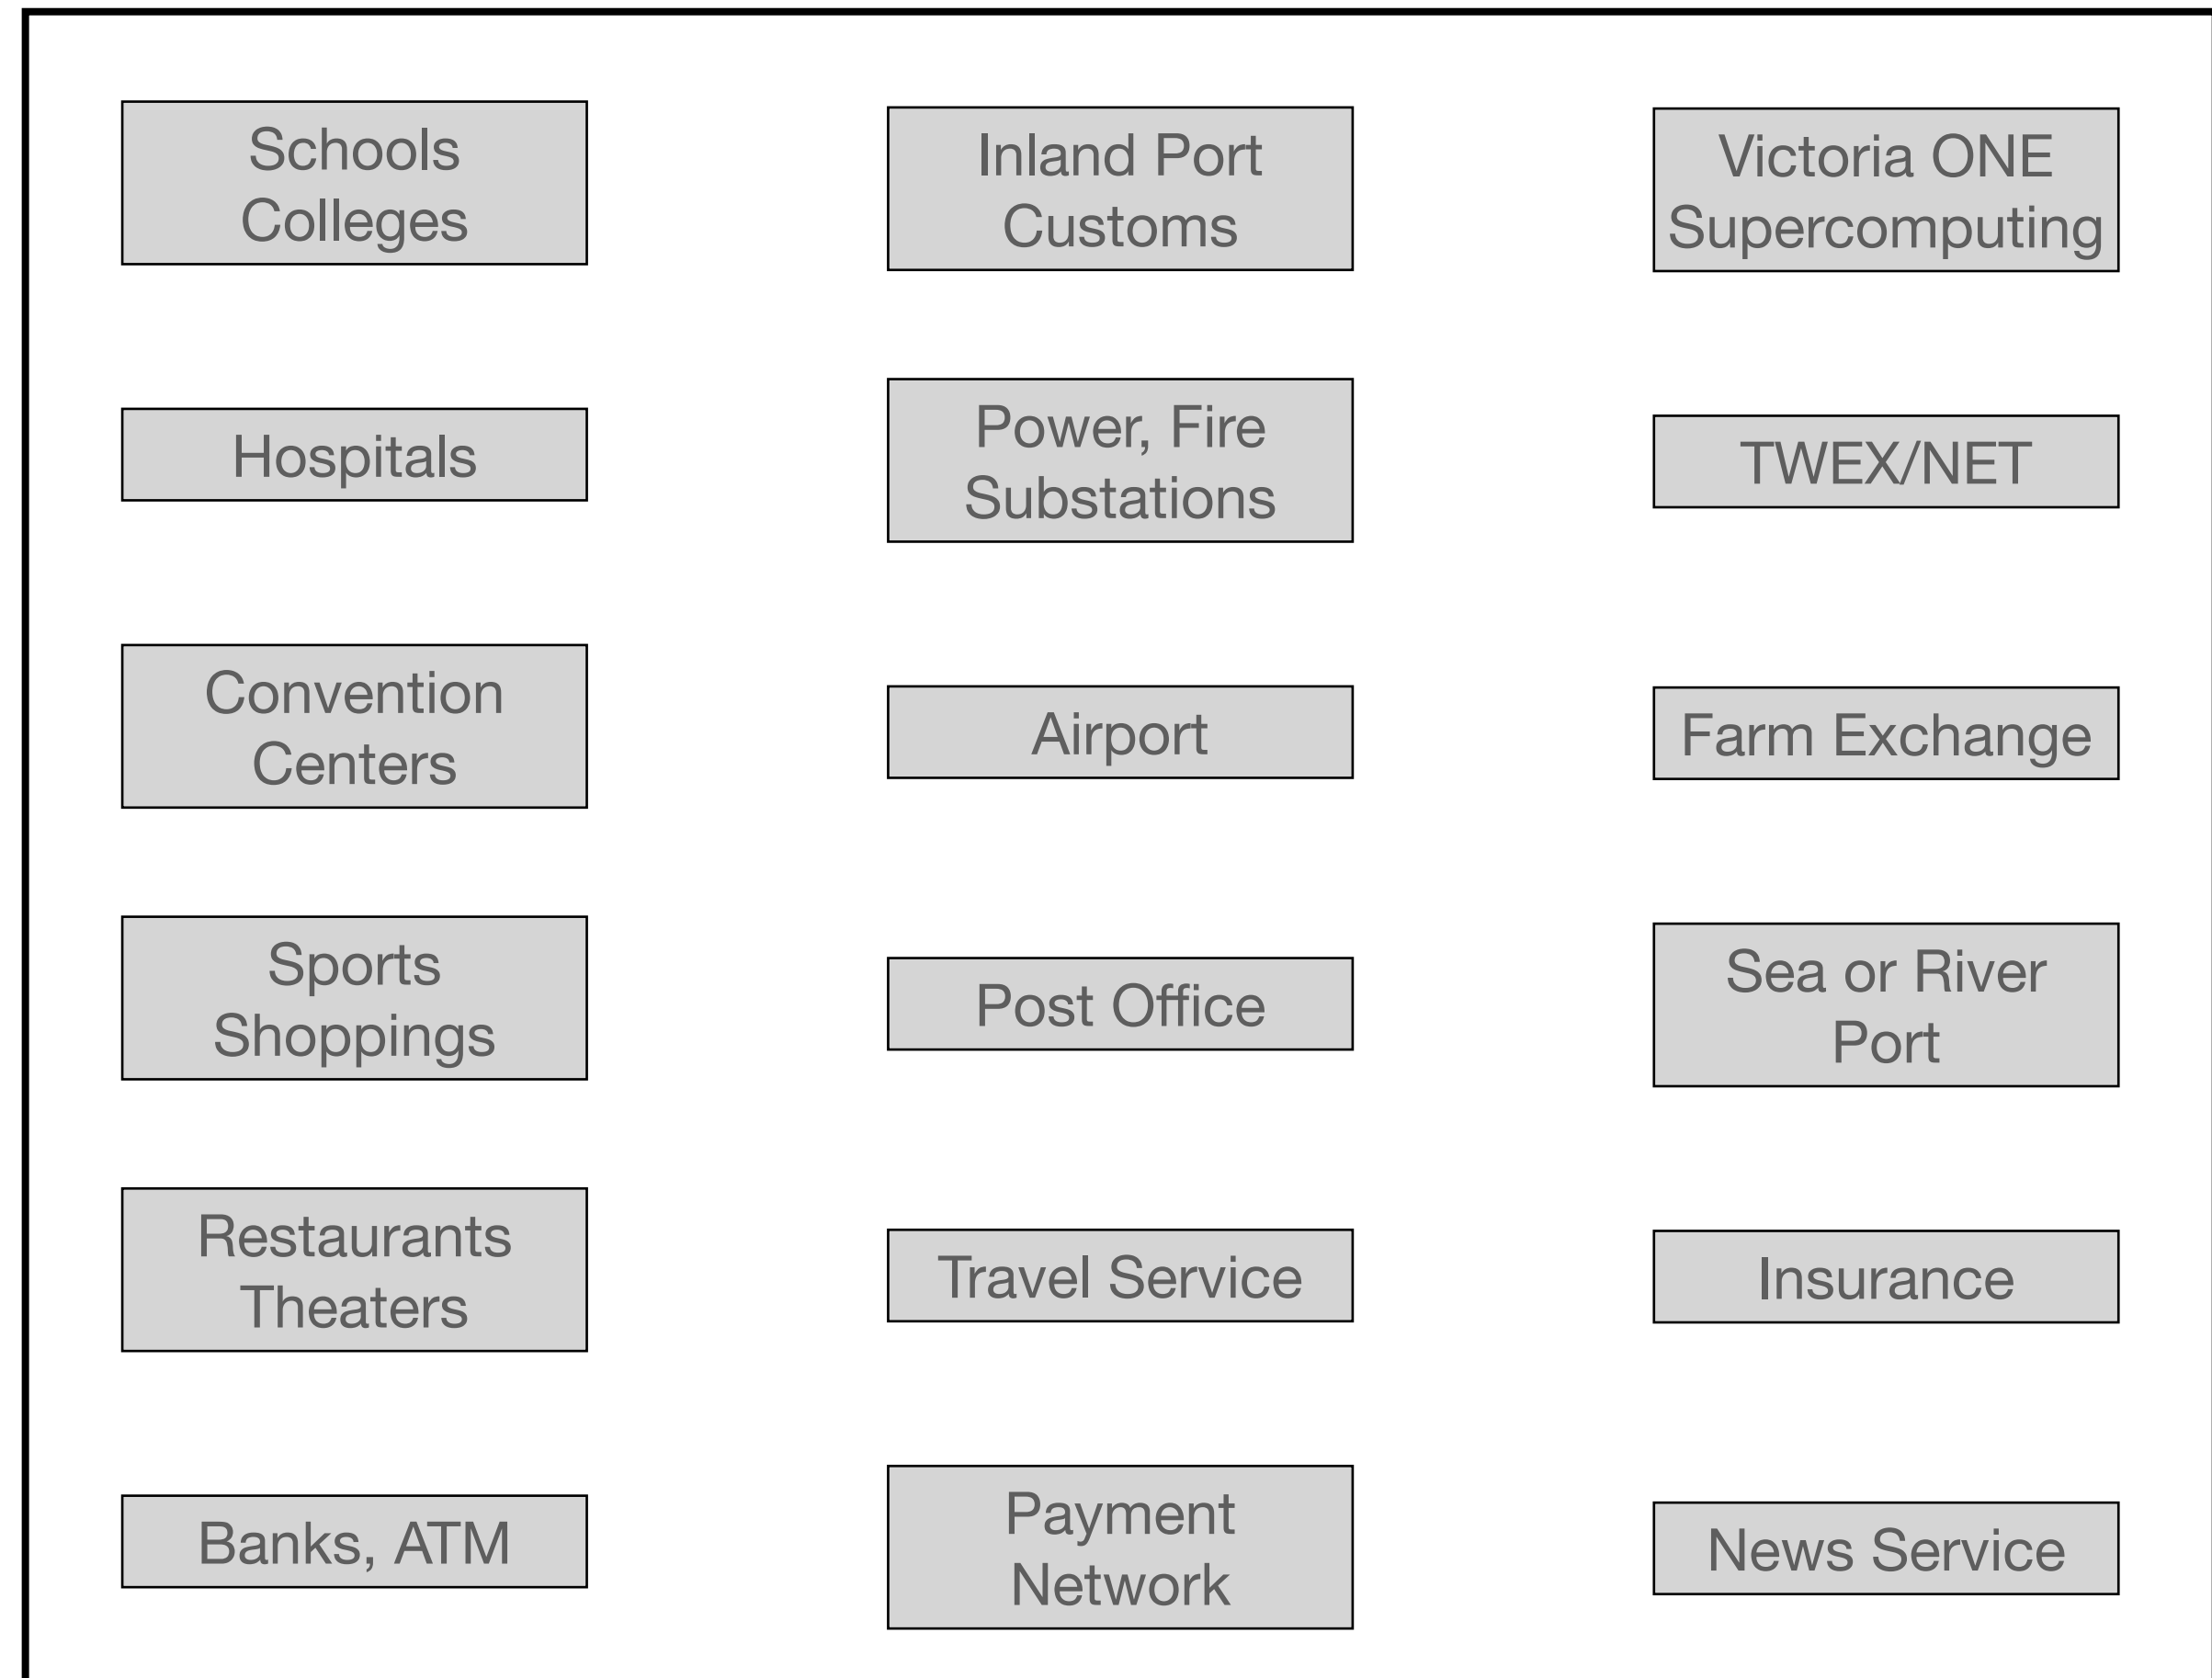 Schools
Colleges
Inland Port
Customs
Victoria ONE
Supercomputing
Hospitals
Power, Fire
Substations
TWEX/NET
Convention
Centers
Airport
Farm Exchange
Sports
Shoppings
Post Office
Sea or River
Port
Restaurants
Theaters
Travel Service
Insurance
Banks, ATM
Payment
Network
News Service